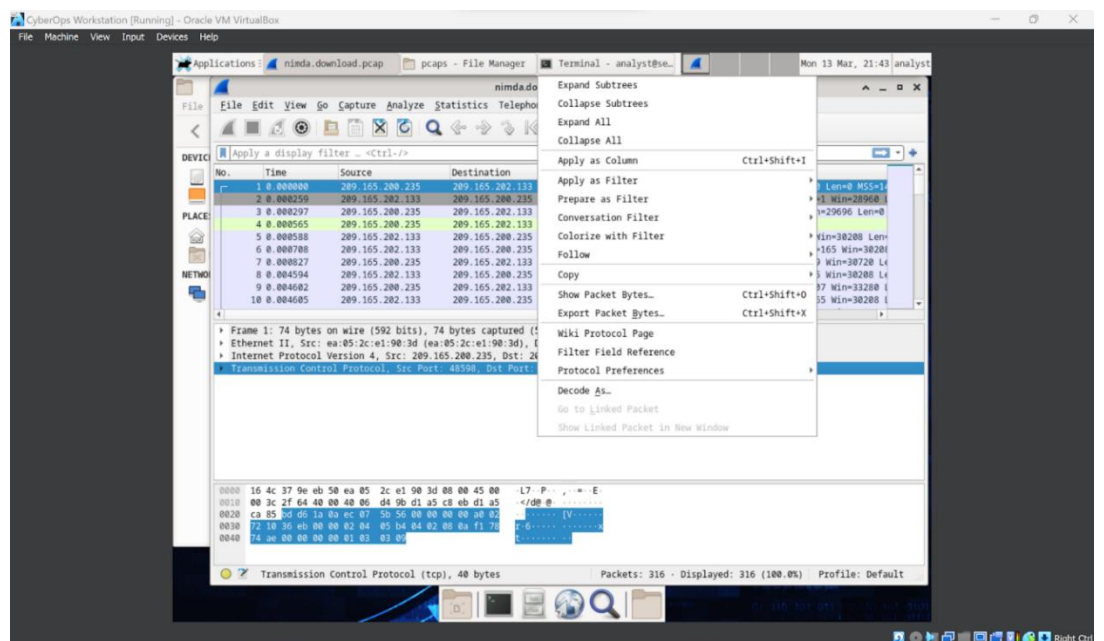 CyberOps Workstation [Running] - Oracle VM VirtualBox
File Machine View Input Devices Help
Applications nimda.download.pcap pcaps - File Manager Terminal - analyst@se… Mon 13 Mar, 21:43 analyst
nimda.do
File
File Edit View Go Capture Analyze Statistics Telepho
DEVIC
Apply a display filter … <Ctrl-/>
No. Time Source Destination
1 0.000000 209.165.200.235 209.165.202.133 Len=0 MSS=14
2 0.000259 209.165.202.133 209.165.200.235 =1 Win=28960 L
3 0.000297 209.165.200.235 209.165.202.133 n=29696 Len=0
4 0.000565 209.165.200.235 209.165.202.133
5 0.000588 209.165.202.133 209.165.200.235 Win=30208 Len=
6 0.000708 209.165.202.133 209.165.200.235 =165 Win=30208
7 0.000827 209.165.200.235 209.165.202.133 Win=30720 Le
8 0.004594 209.165.202.133 209.165.200.235 Win=30208 Le
9 0.004602 209.165.200.235 209.165.202.133 37 Win=33280 L
10 0.004605 209.165.202.133 209.165.200.235 55 Win=30208 L
PLACE
NETWO
Expand Subtrees
Collapse Subtrees
Expand All
Collapse All
Apply as Column Ctrl+Shift+I
Apply as Filter
Prepare as Filter
Conversation Filter
Colorize with Filter
Follow
Copy
Show Packet Bytes… Ctrl+Shift+O
Export Packet Bytes… Ctrl+Shift+X
Wiki Protocol Page
Filter Field Reference
Protocol Preferences
Decode As…
Go to Linked Packet
Show Linked Packet in New Window
Frame 1: 74 bytes on wire (592 bits), 74 bytes captured (5
Ethernet II, Src: ea:05:2c:e1:90:3d (ea:05:2c:e1:90:3d), D
Internet Protocol Version 4, Src: 209.165.200.235, Dst: 20
Transmission Control Protocol, Src Port: 48598, Dst Port:
0000 16 4c 37 9e eb 50 ea 05 2c e1 90 3d 08 00 45 00 ·L7··P·· ,··=··E·
0010 00 3c 2f 64 40 00 40 06 d4 9b d1 a5 c8 eb d1 a5 ·</d@·@· ········
0020 ca 85 bd d6 1a 0a ec 07 5b 56 00 00 00 00 a0 02 ········ [V······
0030 72 10 36 eb 00 00 02 04 05 b4 04 02 08 0a f1 78 r·6····· ·······x
0040 74 ae 00 00 00 00 01 03 03 09 t······· ··
Transmission Control Protocol (tcp), 40 bytes Packets: 316 · Displayed: 316 (100.0%) Profile: Default
Right Ctrl